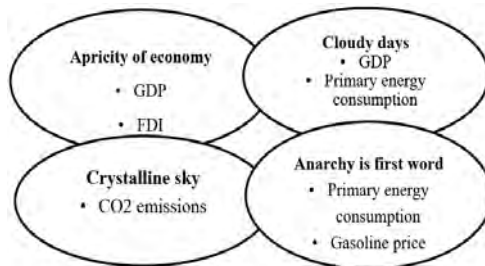 Apricity of economy
• GDP
• FDI
Cloudy days
• GDP
• Primary energy
consumption
Crystalline sky
• CO2 emissions
Anarchy is first word
• Primary energy
consumption
• Gasoline price